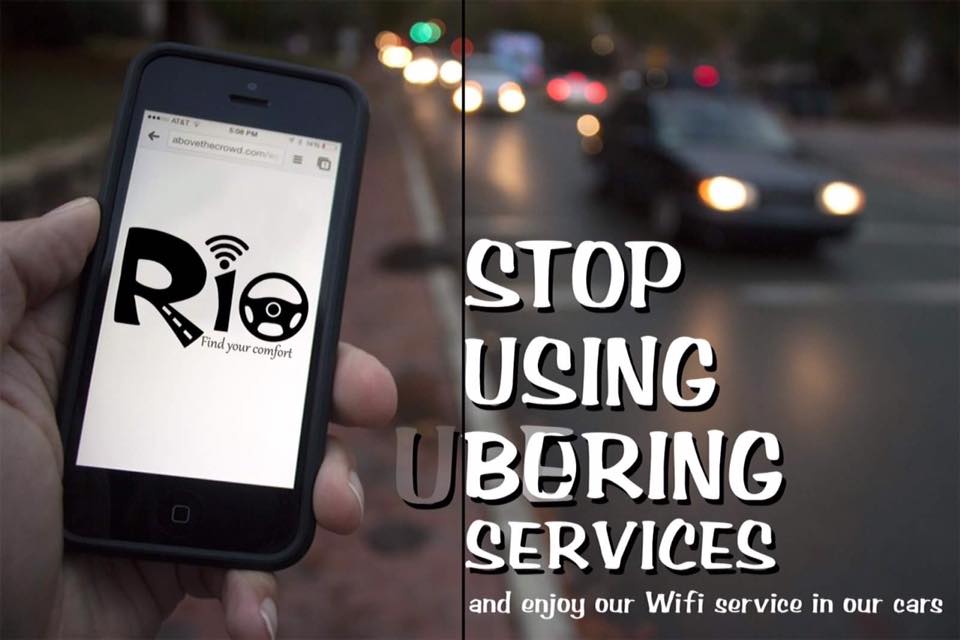 AT&T 5:08 PM
abovethecrowd.com/
Rio
Find your comfort
STOP
USING
U E
BORING
SERVICES
and enjoy our Wifi service in our cars